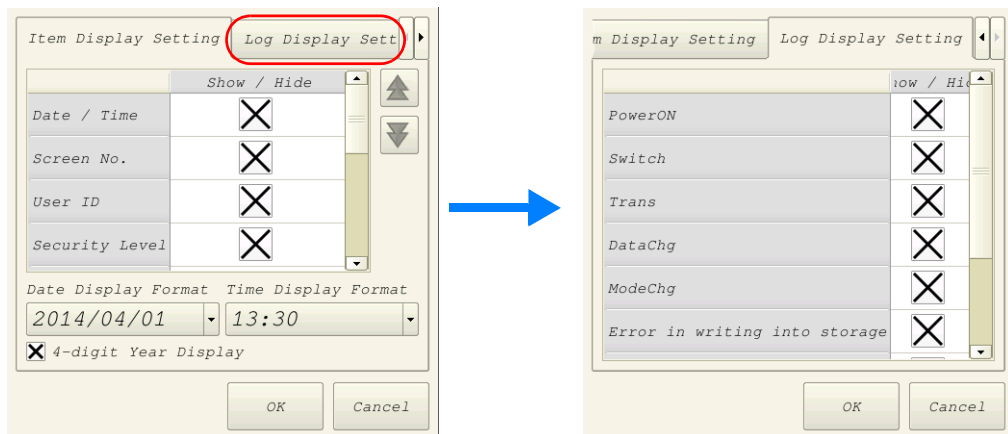 Item Display Setting
Log Display Sett
Show / Hide
Date / Time
Screen No.
User ID
Security Level
Date Display Format
Time Display Format
2014/04/01
13:30
4-digit Year Display
OK
Cancel
m Display Setting
Log Display Setting
ow / Hid
PowerON
Switch
Trans
DataChg
ModeChg
Error in writing into storage
OK
Cancel